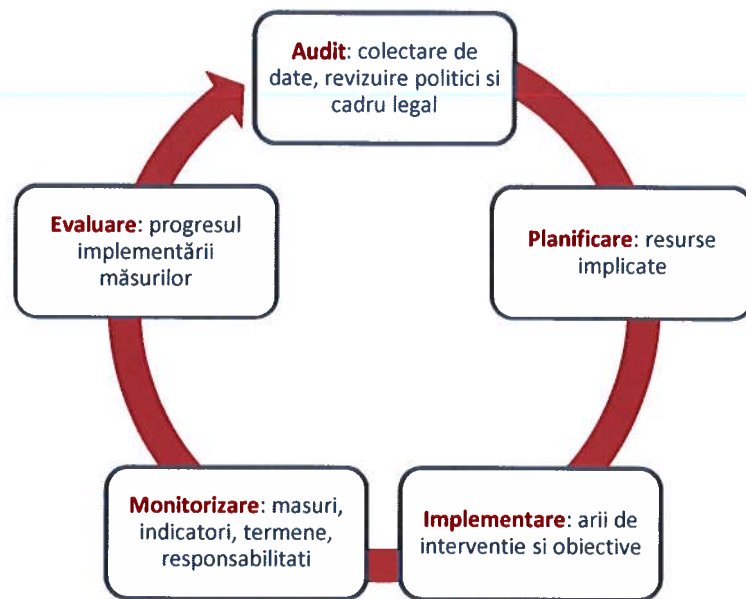 Audit: colectare de
date, revizuire politici si
cadru legal
Planificare: resurse
implicate
Implementare: arii de
interventie si obiective
Monitorizare: masuri,
indicatori, termene,
responsabilitati
Evaluare: progresul
implementării
măsurilor